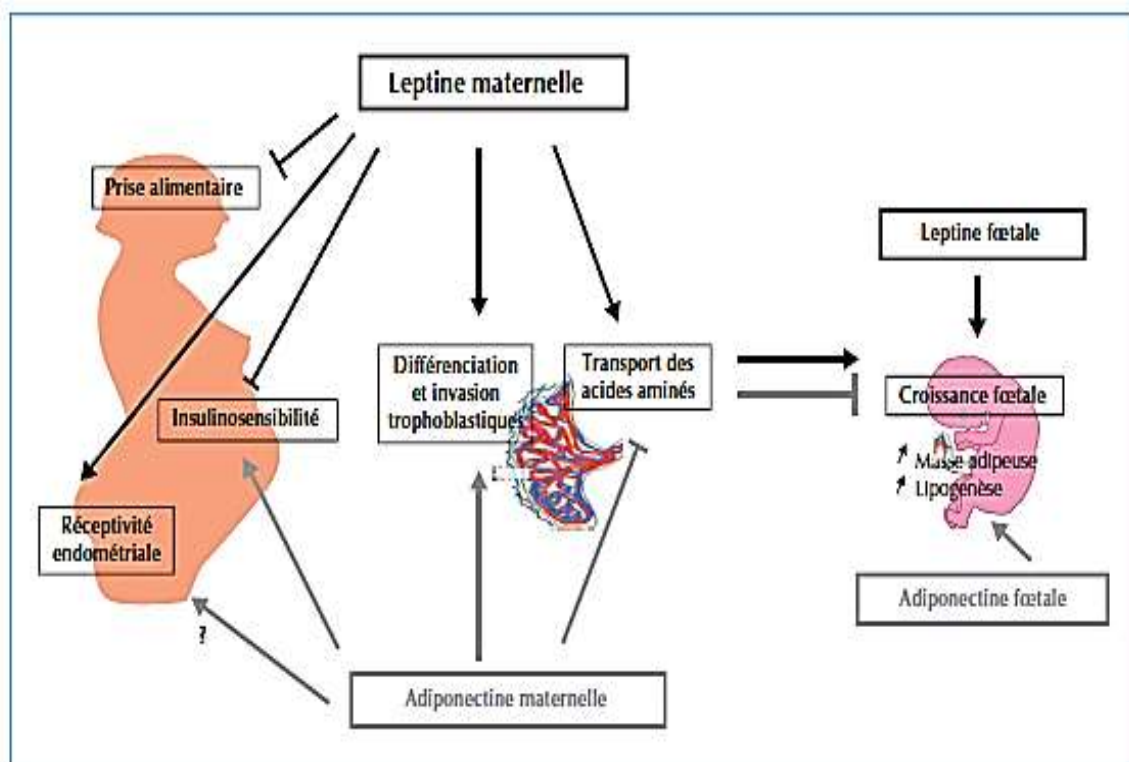 Leptine maternelle
Prise alimentaire
Leptine fœtale
Différenciation
et invasion
trophoblastiques
Transport des
acides aminés
Croissance fœtale
Insulinosensibilité
↗ Masse adipeuse
↗ Lipogenèse
Réceptivité
endométriale
Adiponectine fœtale
?
Adiponectine maternelle